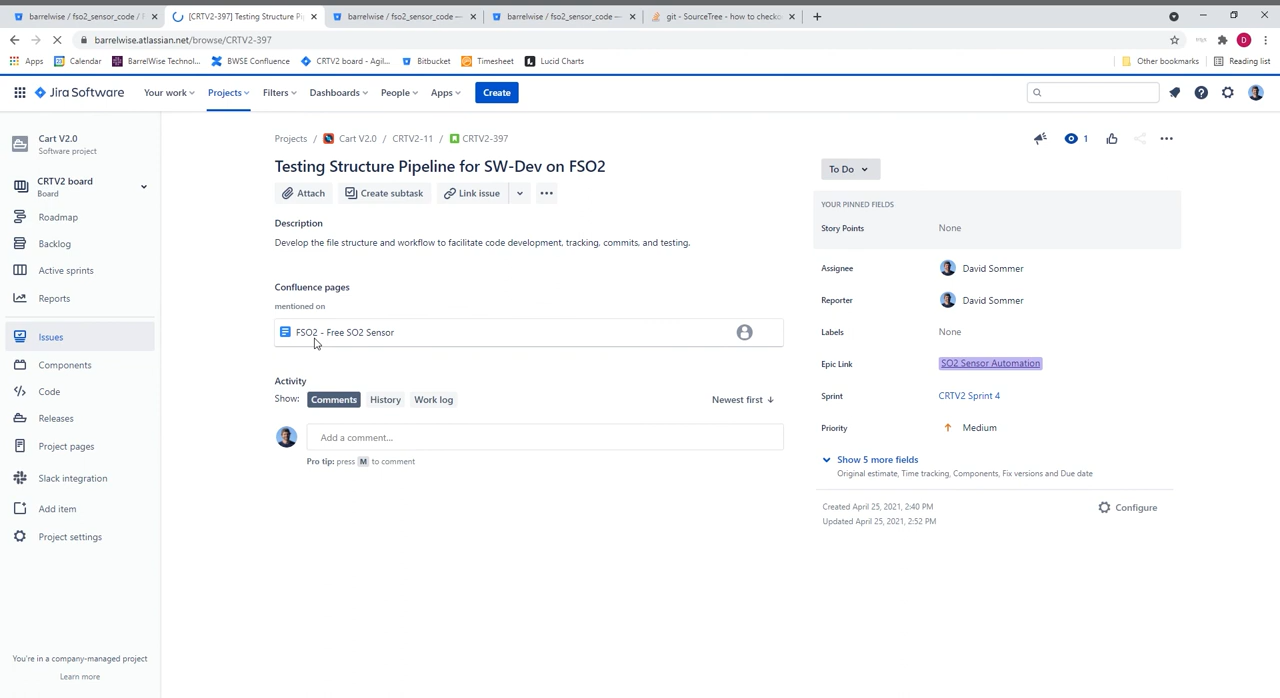 barrelwise / fso2_sensor_code /
[CRTV2-397] Testing Structure Pi
barrelwise / fso2_sensor_code —
barrelwise / fso2_sensor_code —
git - SourceTree - how to checko
barrelwise.atlassian.net/browse/CRTV2-397
D
Apps Calendar BarrelWise Technol... BWSE Confluence CRTV2 board - Agil... Bitbucket Timesheet Lucid Charts Other bookmarks Reading list
Jira Software Your work Projects Filters Dashboards People Apps Create
Cart V2.0
Software project
CRTV2 board
Board
Roadmap
Backlog
Active sprints
Reports
Issues
Components
Code
Releases
Project pages
Slack integration
Add item
Project settings
You're in a company-managed project
Learn more
Projects / Cart V2.0 / CRTV2-11 / CRTV2-397
1
Testing Structure Pipeline for SW-Dev on FSO2
Attach Create subtask Link issue
Description
Develop the file structure and workflow to facilitate code development, tracking, commits, and testing.
Confluence pages
mentioned on
FSO2 - Free SO2 Sensor
Activity
Show: Comments History Work log Newest first
Add a comment...
Pro tip: press M to comment
To Do
YOUR PINNED FIELDS
Story Points None
Assignee David Sommer
Reporter David Sommer
Labels None
Epic Link SO2 Sensor Automation
Sprint CRTV2 Sprint 4
Priority Medium
Show 5 more fields
Original estimate, Time tracking, Components, Fix versions and Due date
Created April 25, 2021, 2:40 PM
Updated April 25, 2021, 2:52 PM
Configure